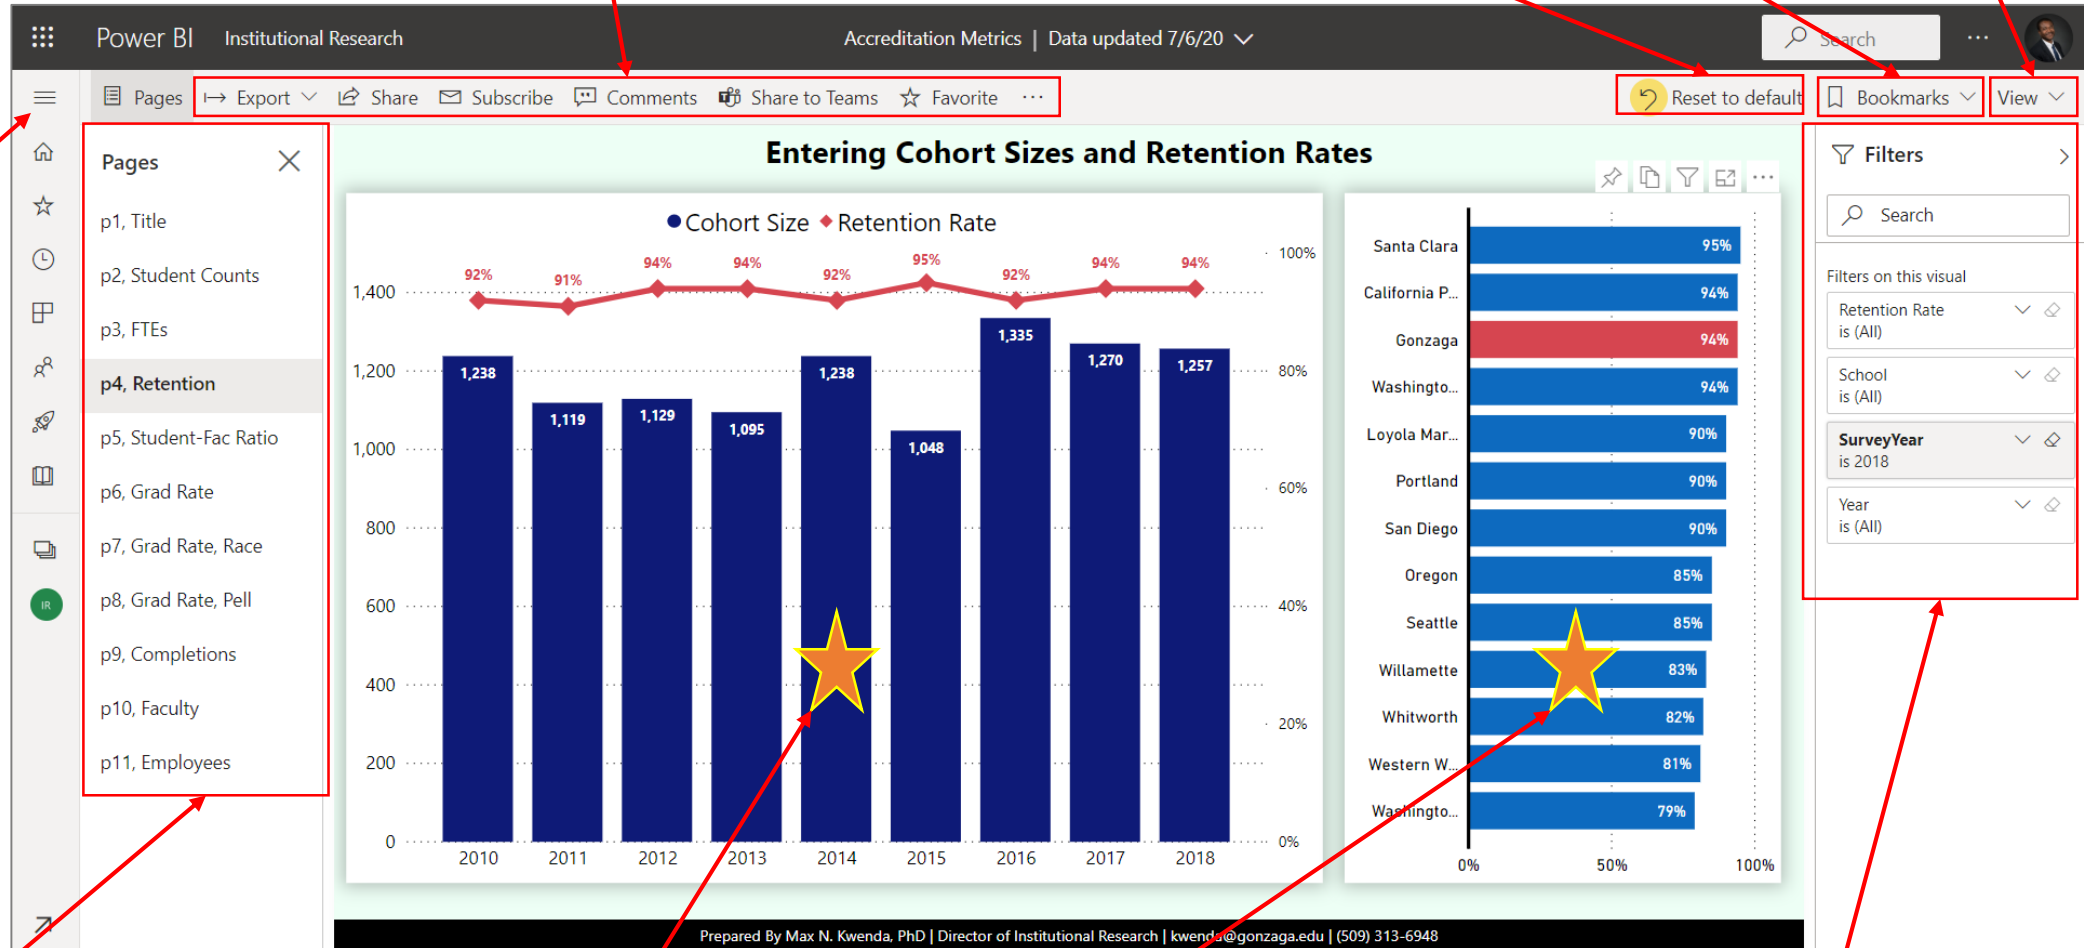 Power BI Institutional Research Accreditation Metrics | Data updated 7/6/20 Search ···
Pages Export Share Subscribe Comments Share to Teams Favorite ··· Reset to default Bookmarks View
Pages
p1, Title
p2, Student Counts
p3, FTEs
p4, Retention
p5, Student-Fac Ratio
p6, Grad Rate
p7, Grad Rate, Race
p8, Grad Rate, Pell
p9, Completions
p10, Faculty
p11, Employees
IR
Entering Cohort Sizes and Retention Rates
Cohort Size Retention Rate
92% 91% 94% 94% 92% 95% 92% 94% 94%
1,400
1,200
1,000
800
600
400
200
0
1,238 1,119 1,129 1,095 1,238 1,048 1,335 1,270 1,257
100%
80%
60%
40%
20%
0%
2010 2011 2012 2013 2014 2015 2016 2017 2018
Santa Clara 95%
California P... 94%
Gonzaga 94%
Washingto... 94%
Loyola Mar... 90%
Portland 90%
San Diego 90%
Oregon 85%
Seattle 85%
Willamette 83%
Whitworth 82%
Western W... 81%
Washingto... 79%
0% 50% 100%
Filters
Search
Filters on this visual
Retention Rate
is (All)
School
is (All)
SurveyYear
is 2018
Year
is (All)
Prepared By Max N. Kwenda, PhD | Director of Institutional Research | kwenda@gonzaga.edu | (509) 313-6948